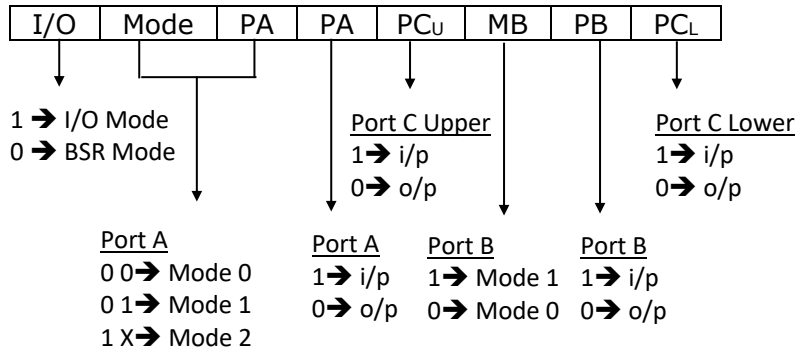 I/O Mode PA PA PCU MB PB PCL
1 ➔ I/O Mode
0 ➔ BSR Mode
Port C Upper
1➔ i/p
0➔ o/p
Port C Lower
1➔ i/p
0➔ o/p
Port A
0 0➔ Mode 0
0 1➔ Mode 1
1 X➔ Mode 2
Port A
1➔ i/p
0➔ o/p
Port B
1➔ Mode 1
0➔ Mode 0
Port B
1➔ i/p
0➔ o/p